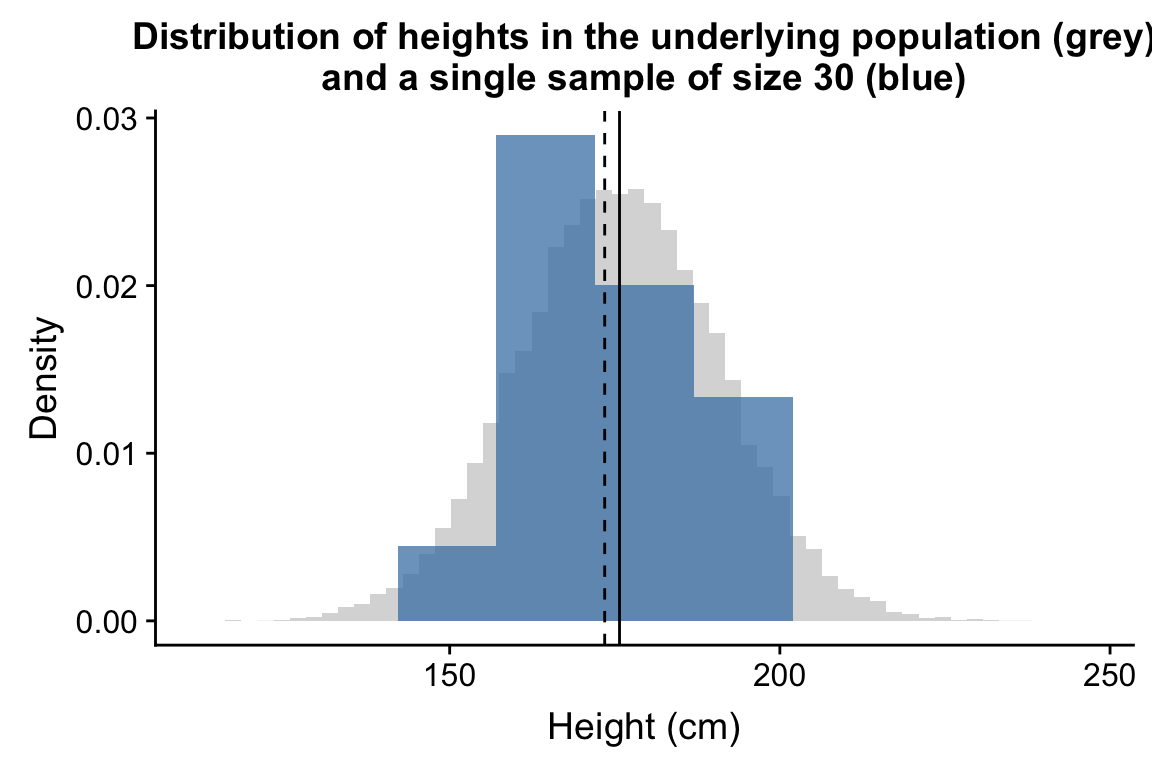 Distribution of heights in the underlying population (grey)
and a single sample of size 30 (blue)
0.03
0.02
0.01
0.00
Density
150
200
250
Height (cm)